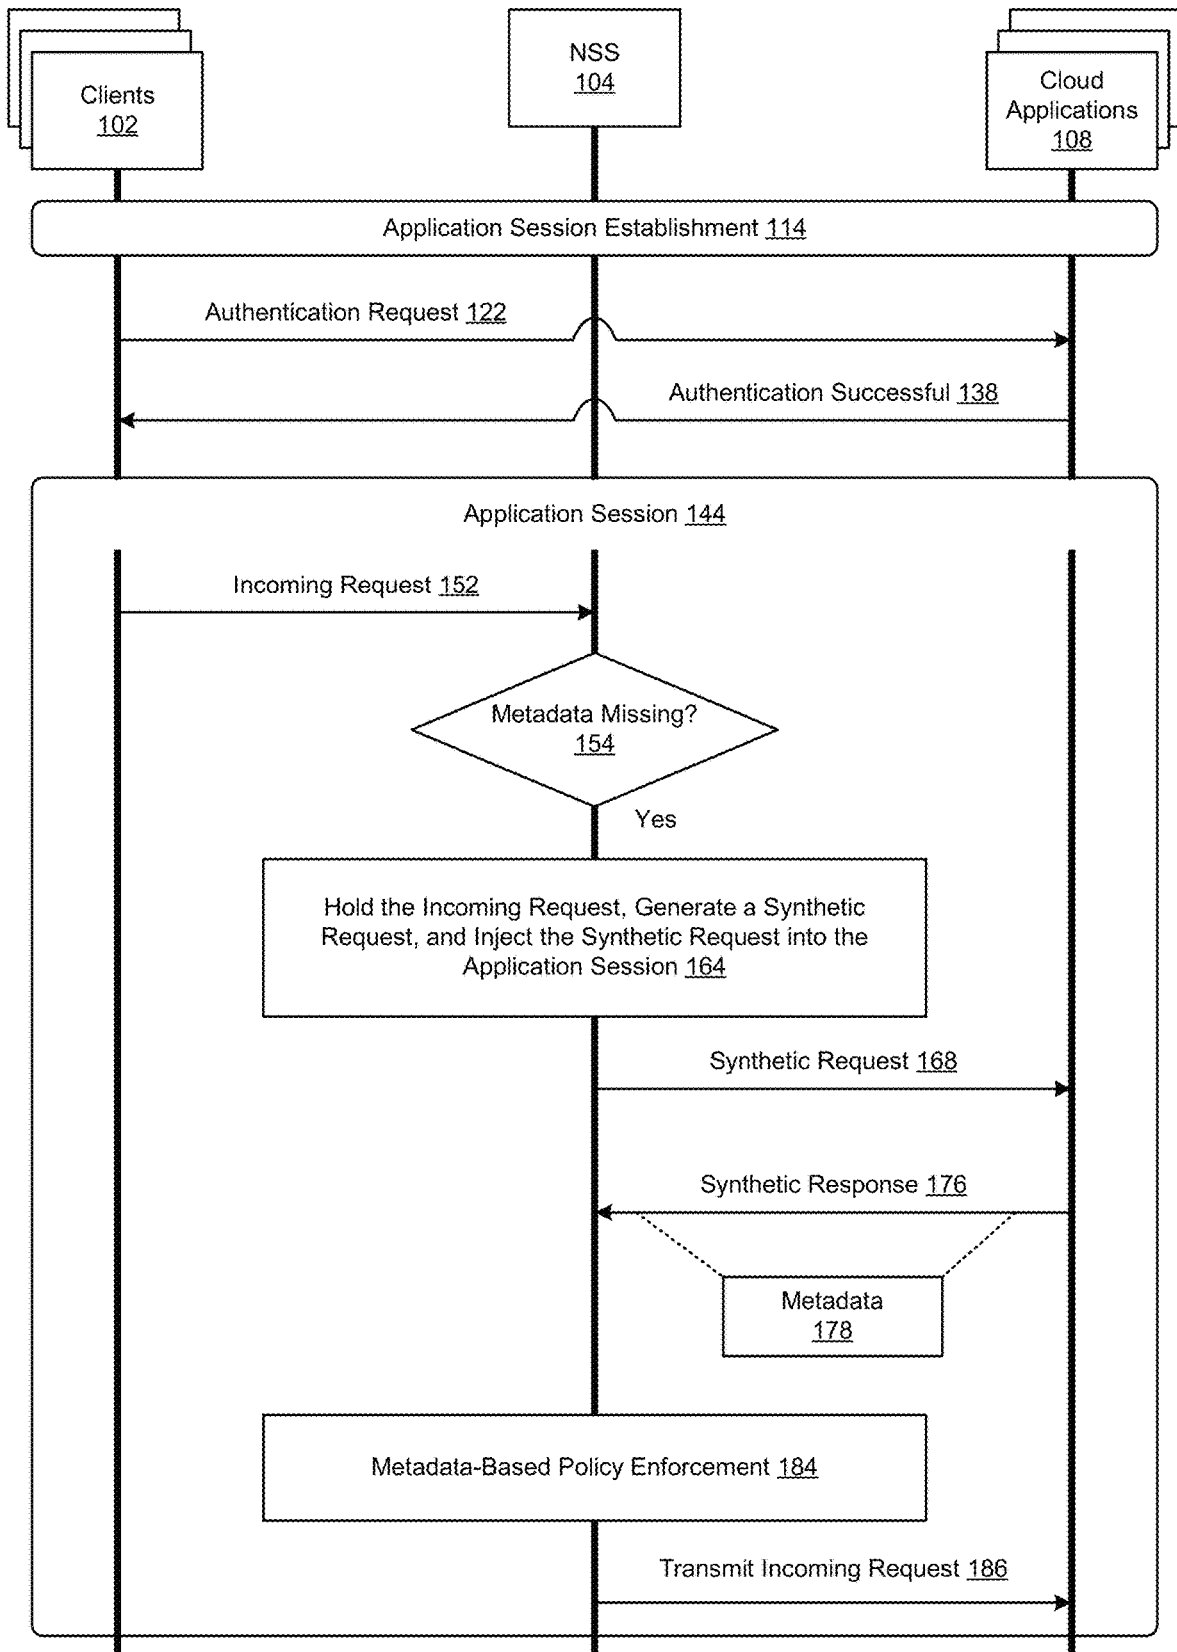 Clients
102
NSS
104
Cloud
Applications
108
Application Session Establishment 114
Authentication Request 122
Authentication Successful 138
Application Session 144
Incoming Request 152
Metadata Missing?
154
Yes
Hold the Incoming Request, Generate a Synthetic
Request, and Inject the Synthetic Request into the
Application Session 164
Synthetic Request 168
Synthetic Response 176
Metadata
178
Metadata-Based Policy Enforcement 184
Transmit Incoming Request 186